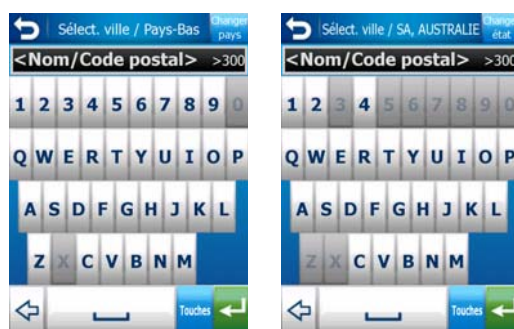 Sélect. ville / Pays-Bas
Changer
pays
<Nom/Code postal> >300
1 2 3 4 5 6 7 8 9 0
Q W E R T Y U I O P
A S D F G H J K L
Z X C V B N M
Touches
Sélect. ville / SA, AUSTRALIE
Changer
état
<Nom/Code postal> >300
1 2 3 4 5 6 7 8 9 0
Q W E R T Y U I O P
A S D F G H J K L
Z X C V B N M
Touches